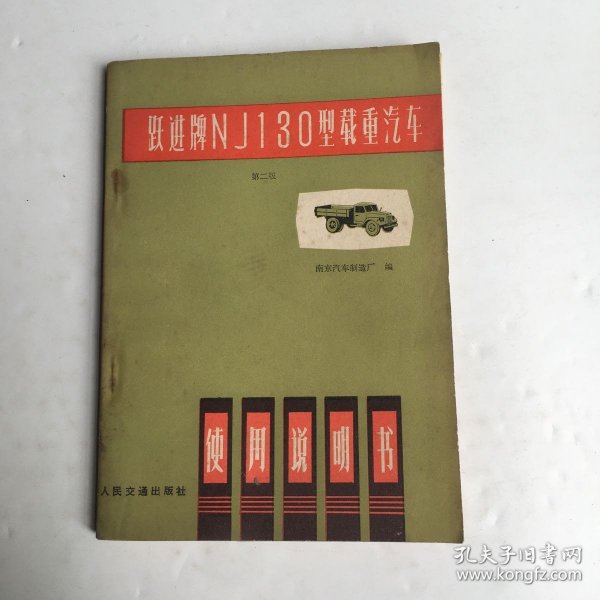 跃进牌NJ130型载重汽车
第二版
南京汽车制造厂 编
使用说明书
人民交通出版社
孔夫子旧书网
www.kongfz.com